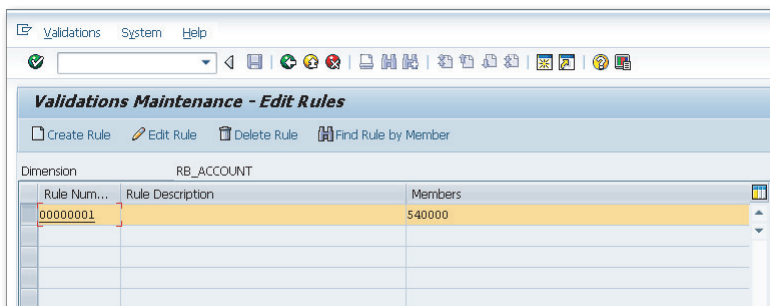 Validations System Help
Validations Maintenance - Edit Rules
Create Rule Edit Rule Delete Rule Find Rule by Member
Dimension RB_ACCOUNT
Rule Num... Rule Description Members
00000001 540000